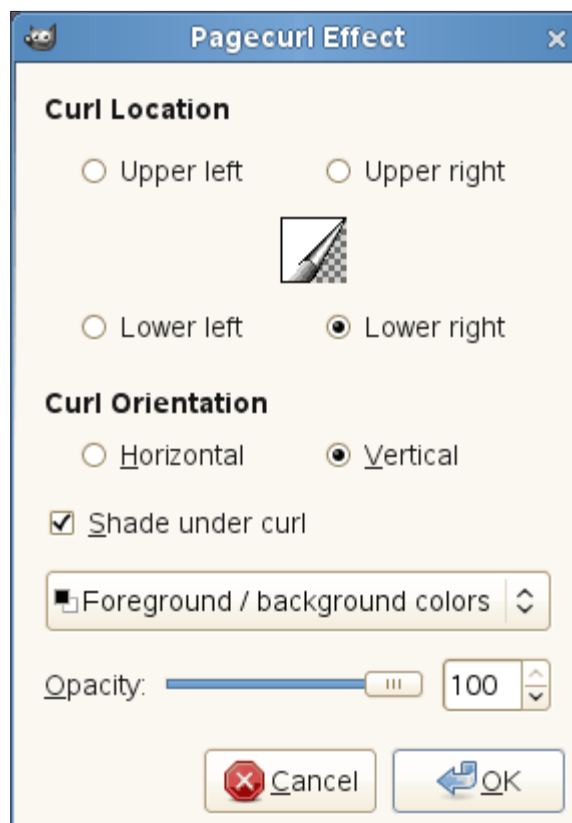 Pagecurl Effect
Curl Location
Upper left Upper right
Lower left Lower right
Curl Orientation
Horizontal Vertical
Shade under curl
Foreground / background colors
Opacity: 100
Cancel OK